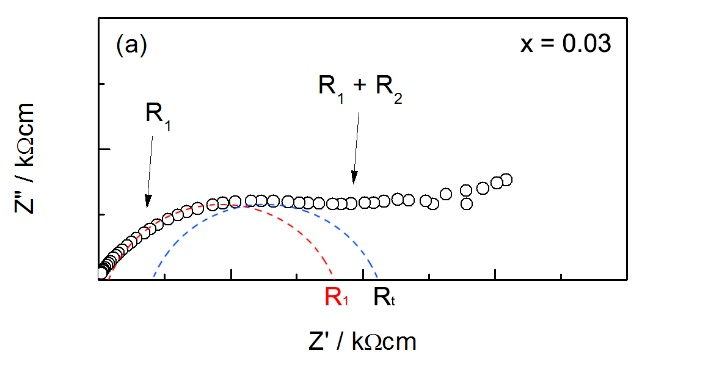 (a)
x = 0.03
R1 + R2
R1
Z" / kΩcm
R1 Rt
Z' / kΩcm